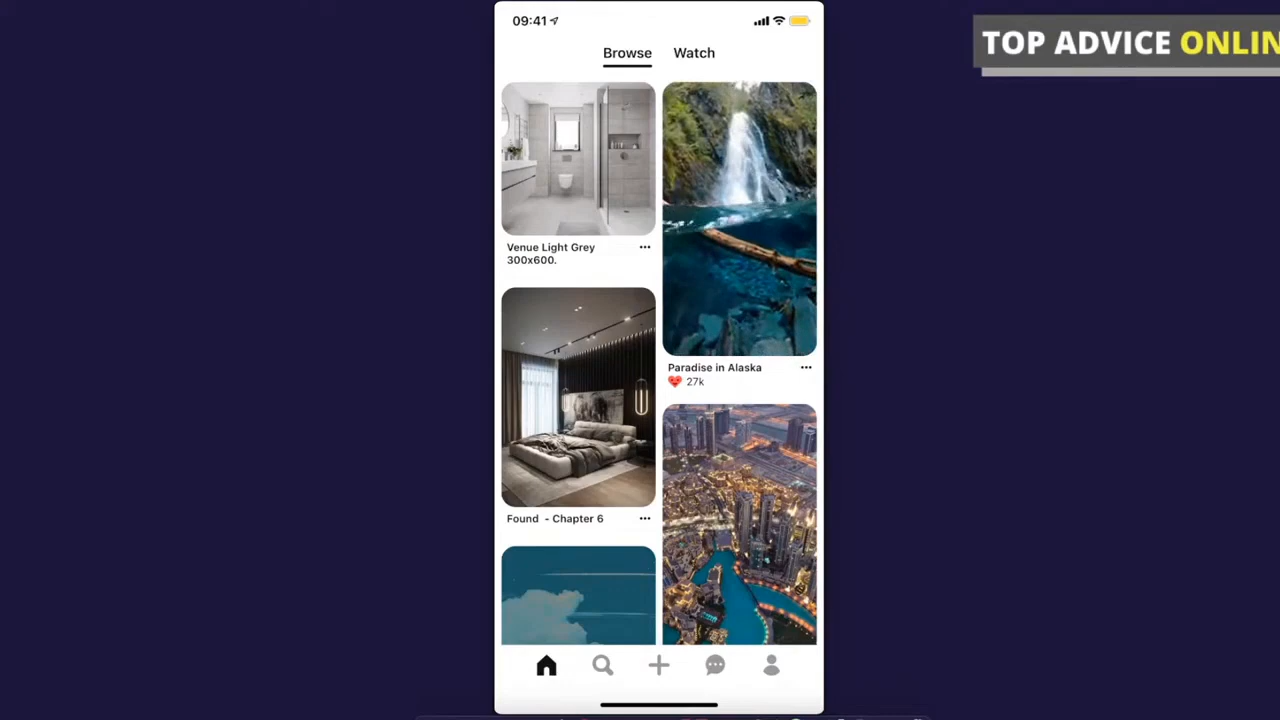 09:41
TOP ADVICE ONLIN
Browse Watch
Venue Light Grey
300x600.
Paradise in Alaska
27k
Found - Chapter 6